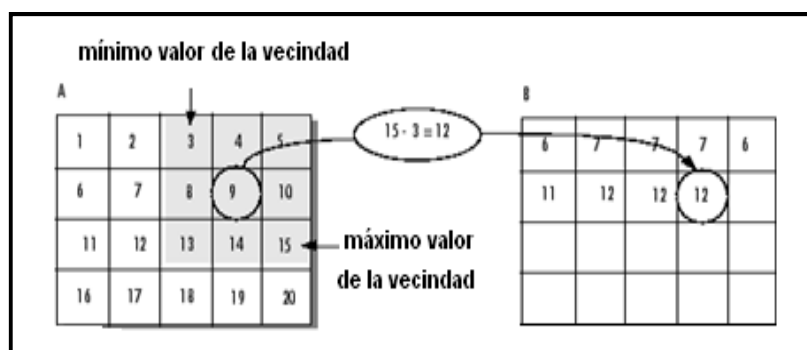 mínimo valor de la vecindad
A
B
15 - 3 = 12
1 2 3 4 5
6 7 8 9 10
11 12 13 14 15
16 17 18 19 20
máximo valor
de la vecindad
6 7 7 7 6
11 12 12 12